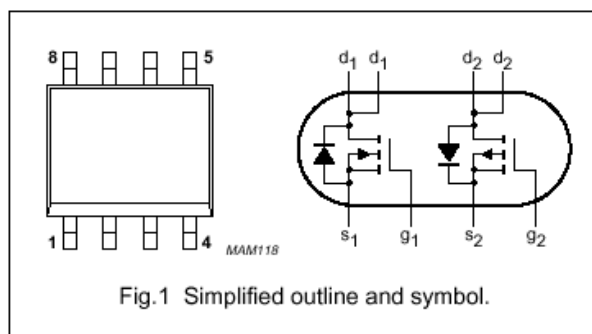 8 5
1 4
MAM118
d1 d1 d2 d2
s1 g1 s2 g2
Fig.1 Simplified outline and symbol.